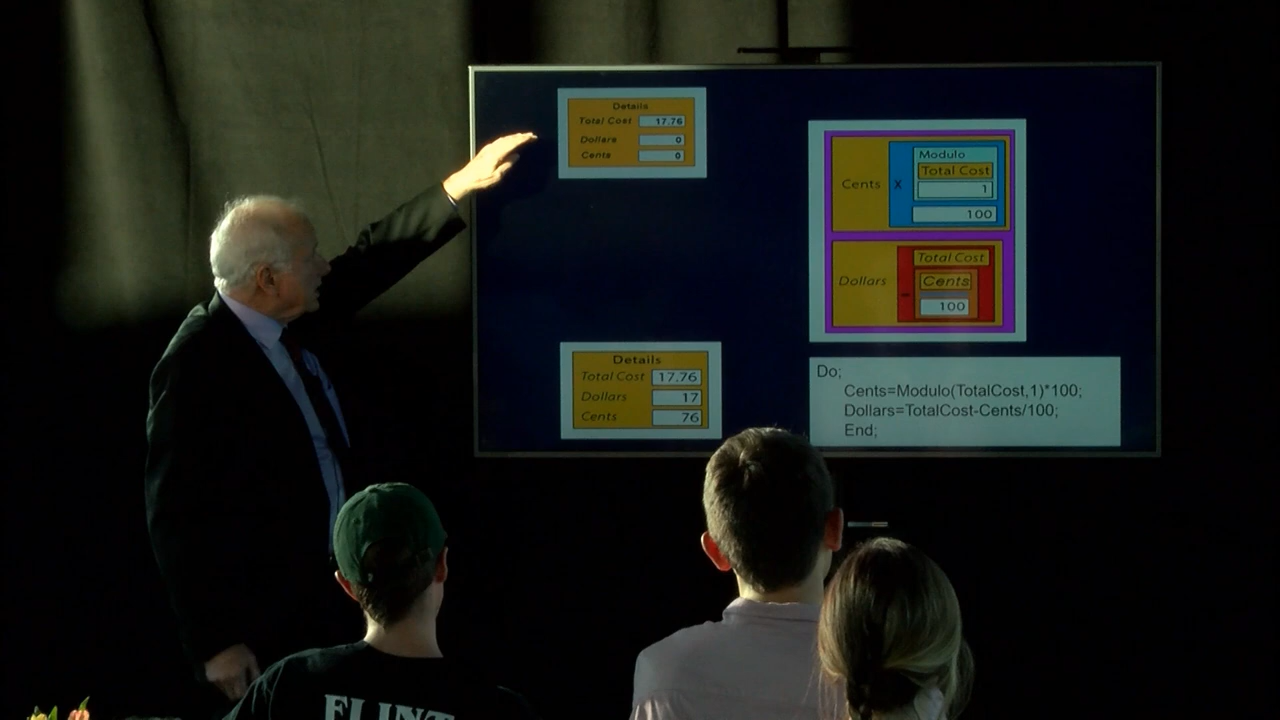 Details
Total Cost 17.76
Dollars 0
Cents 0
Modulo
Total Cost
Cents X 1
100
Total Cost
Dollars - Cents
100
Details
Total Cost 17.76
Dollars 17
Cents 76
Do;
Cents=Modulo(TotalCost,1)*100;
Dollars=TotalCost-Cents/100;
End;
FLINT